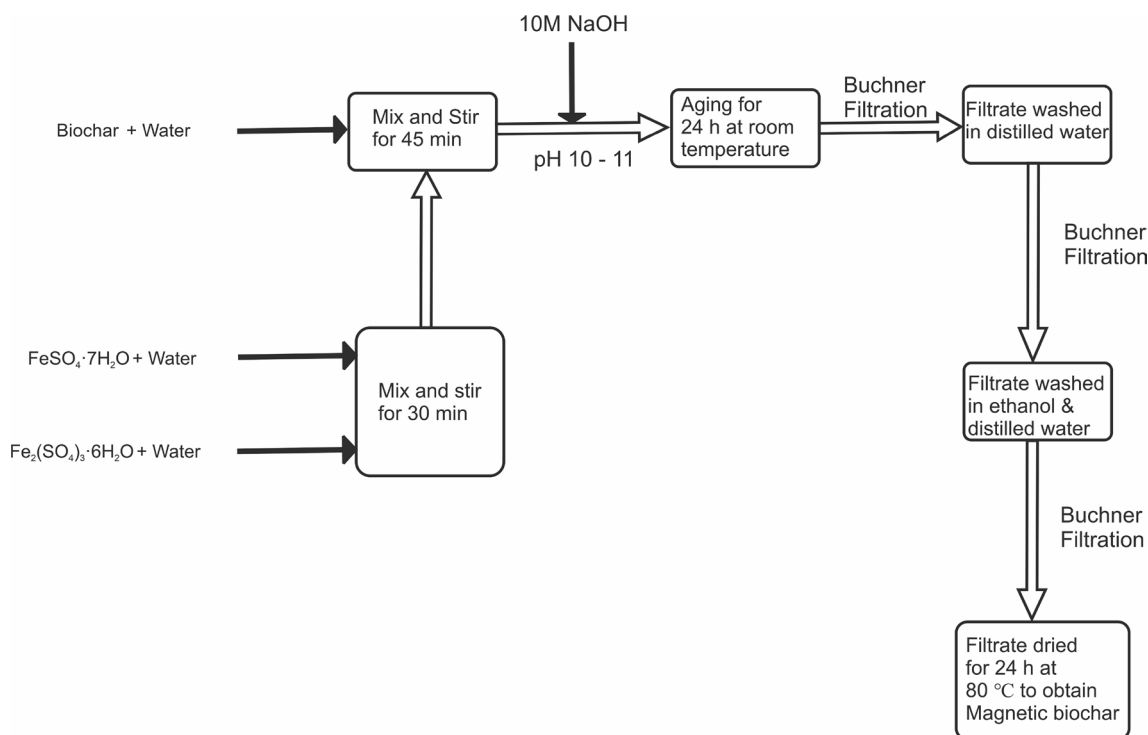 10M NaOH
Biochar + Water
Mix and Stir
for 45 min
pH 10 - 11
Aging for
24 h at room
temperature
Buchner
Filtration
Filtrate washed
in distilled water
Buchner
Filtration
FeSO₄·7H₂O + Water
Fe₂(SO₄)₃·6H₂O + Water
Mix and stir
for 30 min
Filtrate washed
in ethanol &
distilled water
Buchner
Filtration
Filtrate dried
for 24 h at
80 °C to obtain
Magnetic biochar